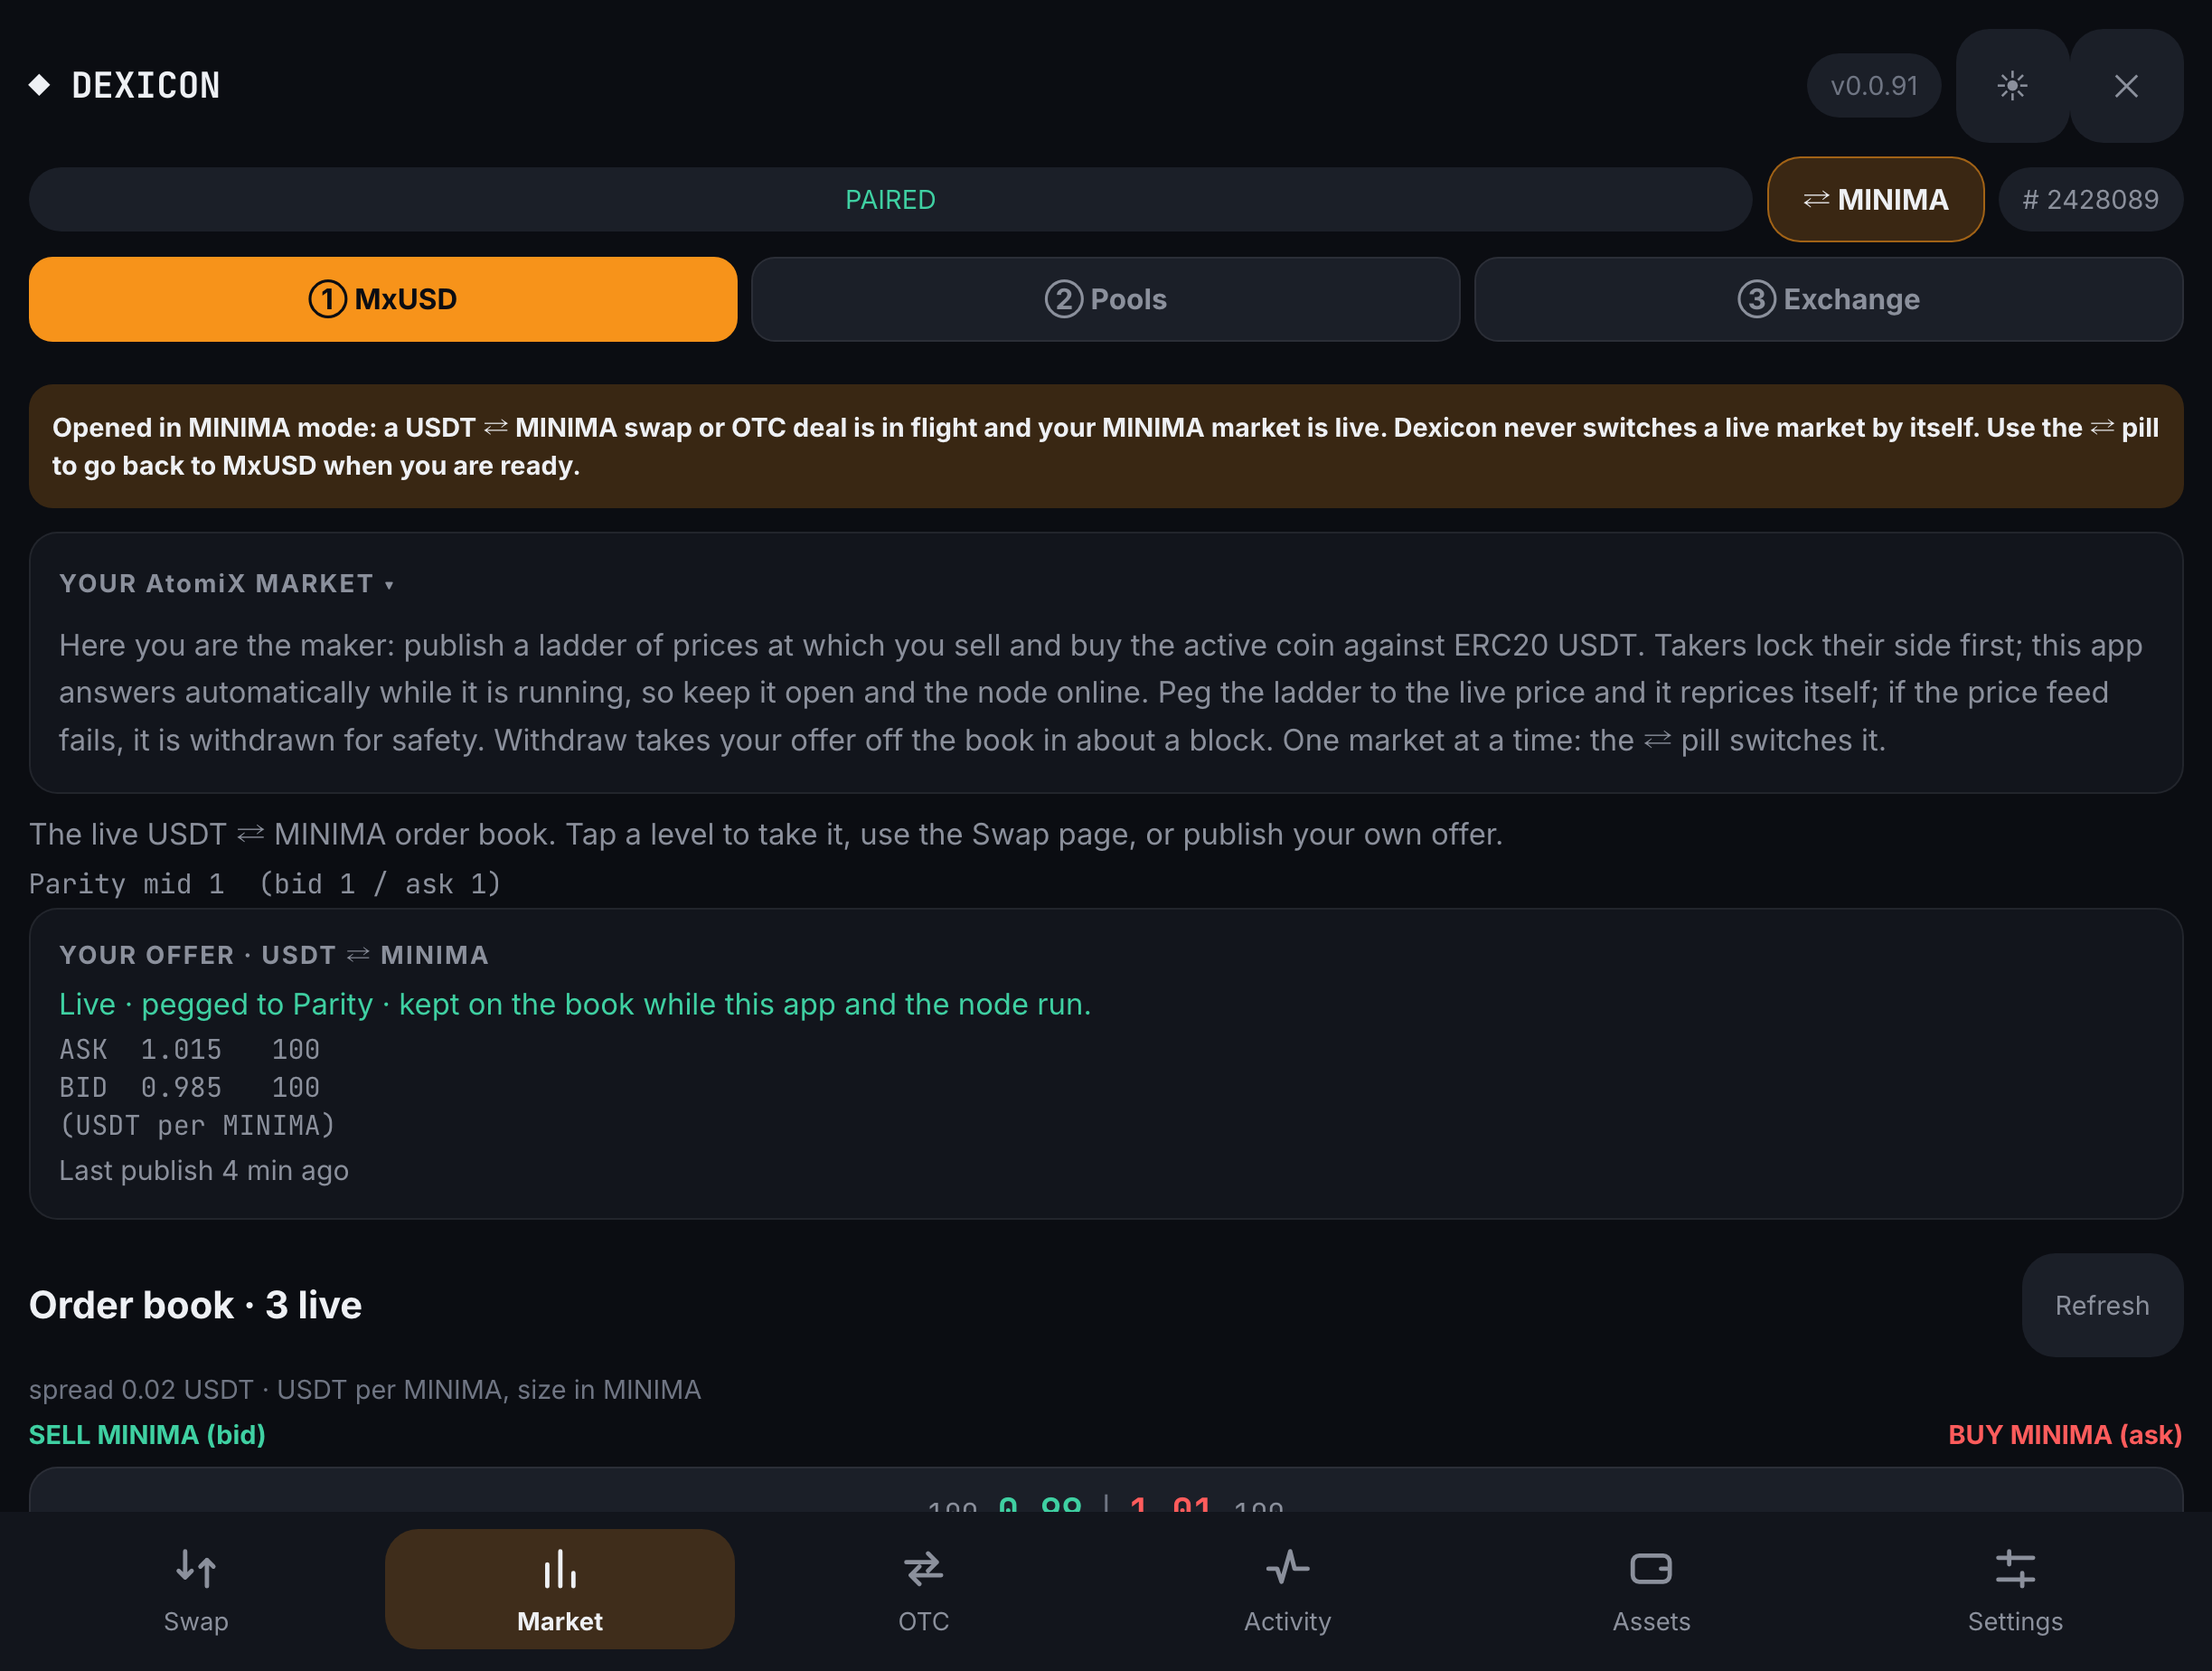 ◆ DEXICON
v0.0.91
PAIRED
⇄ MINIMA
# 2428089
① MxUSD
② Pools
③ Exchange
Opened in MINIMA mode: a USDT ⇄ MINIMA swap or OTC deal is in flight and your MINIMA market is live. Dexicon never switches a live market by itself. Use the ⇄ pill
to go back to MxUSD when you are ready.
YOUR AtomiX MARKET ▾
Here you are the maker: publish a ladder of prices at which you sell and buy the active coin against ERC20 USDT. Takers lock their side first; this app
answers automatically while it is running, so keep it open and the node online. Peg the ladder to the live price and it reprices itself; if the price feed
fails, it is withdrawn for safety. Withdraw takes your offer off the book in about a block. One market at a time: the ⇄ pill switches it.
The live USDT ⇄ MINIMA order book. Tap a level to take it, use the Swap page, or publish your own offer.
Parity mid 1 (bid 1 / ask 1)
YOUR OFFER · USDT ⇄ MINIMA
Live · pegged to Parity · kept on the book while this app and the node run.
ASK 1.015 100
BID 0.985 100
(USDT per MINIMA)
Last publish 4 min ago
Order book · 3 live
Refresh
spread 0.02 USDT · USDT per MINIMA, size in MINIMA
SELL MINIMA (bid)
BUY MINIMA (ask)
100 0.99 | 1.01 100
Swap
Market
OTC
Activity
Assets
Settings